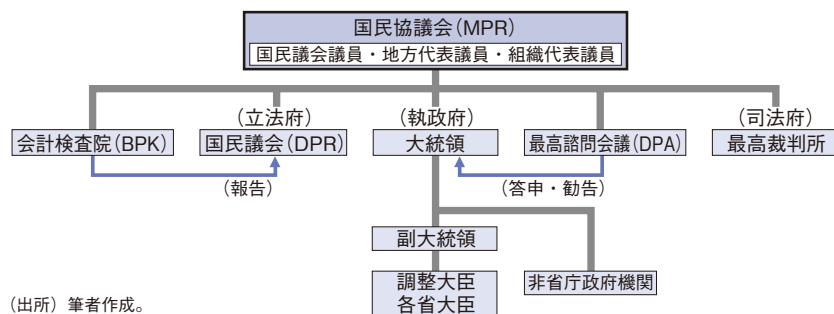 国民協議会(MPR)
国民議会議員・地方代表議員・組織代表議員
(立法府)
(執政府)
(司法府)
会計検査院(BPK)
国民議会(DPR)
大統領
最高諮問会議(DPA)
最高裁判所
(報告)
(答申・勧告)
副大統領
調整大臣
各省大臣
非省庁政府機関
(出所)筆者作成。